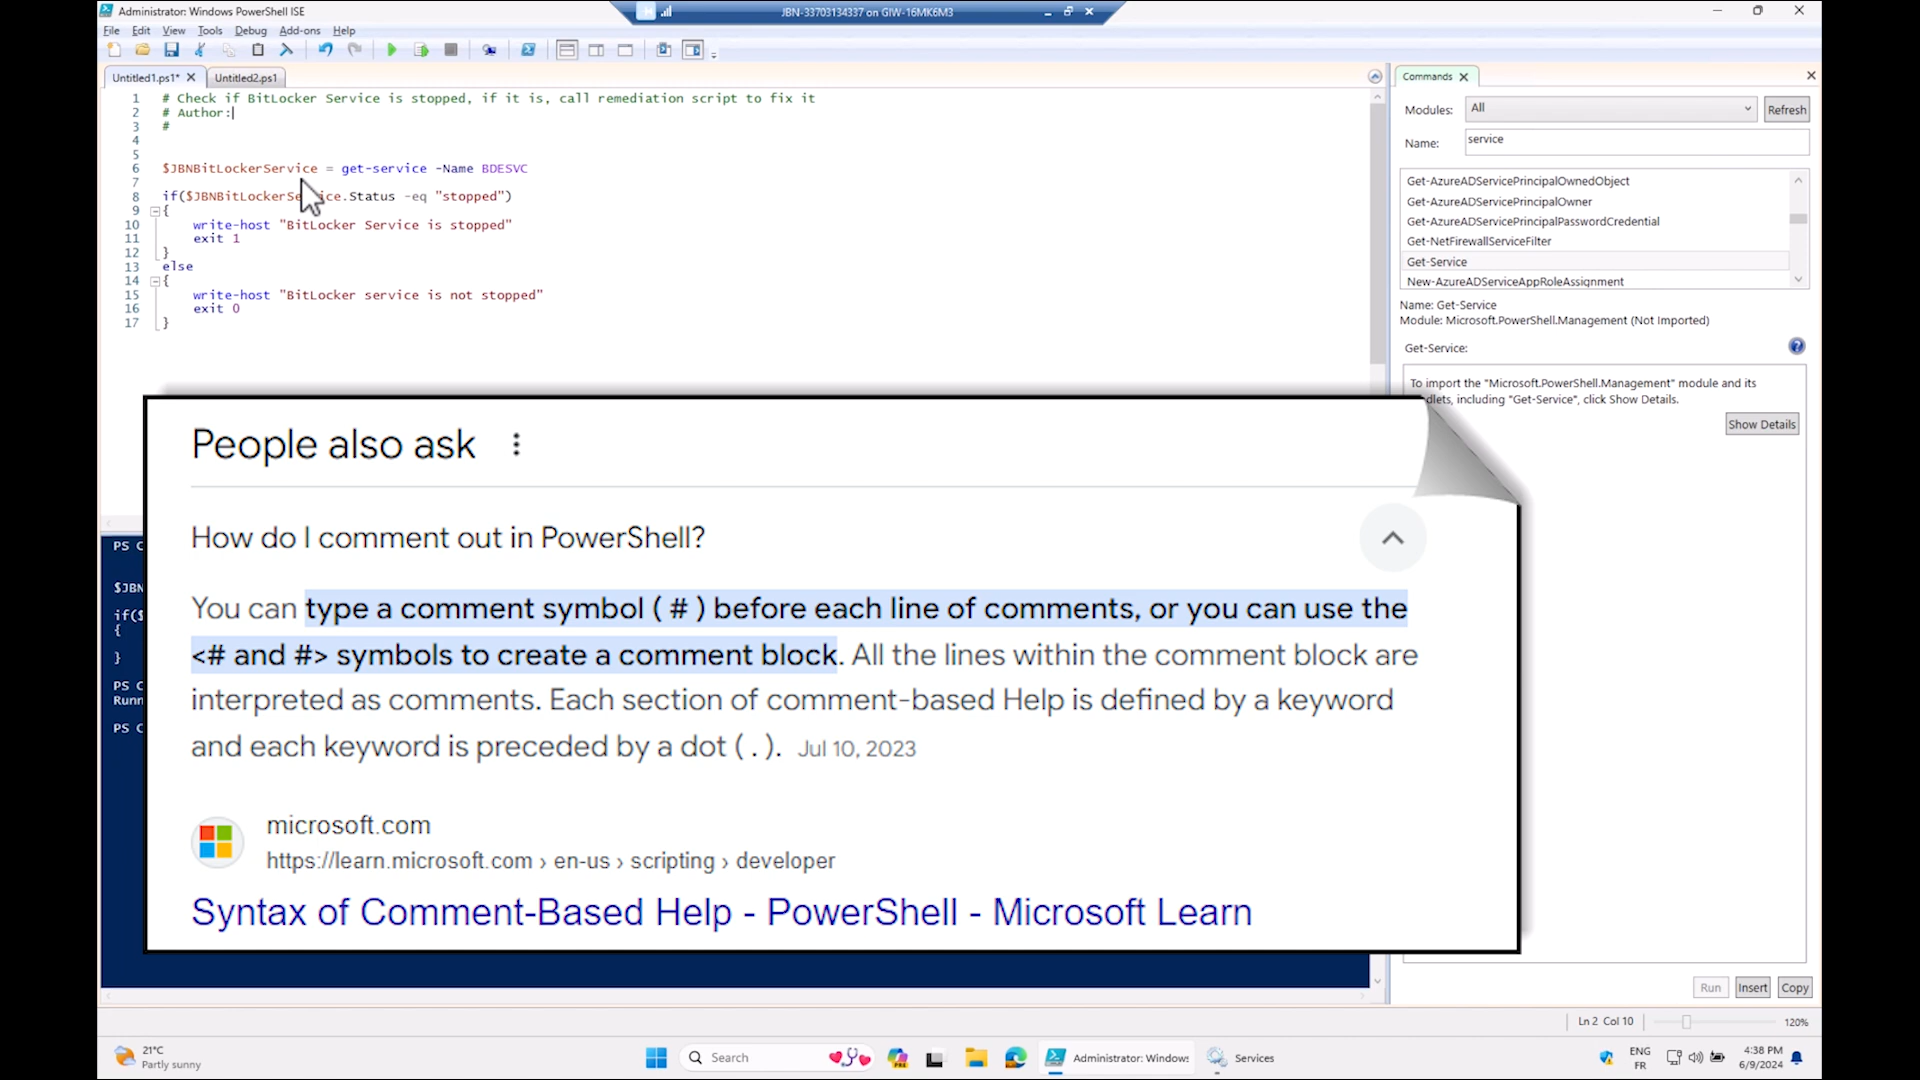 Administrator: Windows PowerShell ISE
JBN-33703134337 on GIW-16MK6M3
File Edit View Tools Debug Add-ons Help
Untitled1.ps1* Untitled2.ps1
1 # Check if BitLocker Service is stopped, if it is, call remediation script to fix it
2 # Author:
3 #
4
5
6 $JBNBitLockerService = get-service -Name BDESVC
7
8 if($JBNBitLockerService.Status -eq "stopped")
9 {
10 write-host "BitLocker Service is stopped"
11 exit 1
12 }
13 else
14 {
15 write-host "BitLocker service is not stopped"
16 exit 0
17 }
Commands
Modules: All Refresh
Name: service
Get-AzureADServicePrincipalOwnedObject
Get-AzureADServicePrincipalOwner
Get-AzureADServicePrincipalPasswordCredential
Get-NetFirewallServiceFilter
Get-Service
New-AzureADServiceAppRoleAssignment
Name: Get-Service
Module: Microsoft.PowerShell.Management (Not Imported)
Get-Service:
To import the "Microsoft.PowerShell.Management" module and its
dlets, including "Get-Service", click Show Details.
Show Details
PS C
$JBN
if($
{
}
PS C
Runn
PS C
People also ask
How do I comment out in PowerShell?
You can type a comment symbol ( # ) before each line of comments, or you can use the
<# and #> symbols to create a comment block. All the lines within the comment block are
interpreted as comments. Each section of comment-based Help is defined by a keyword
and each keyword is preceded by a dot ( . ). Jul 10, 2023
microsoft.com
https://learn.microsoft.com › en-us › scripting › developer
Syntax of Comment-Based Help - PowerShell - Microsoft Learn
Run Insert Copy
Ln 2 Col 10 120%
21°C
Partly sunny
Search
PRE
Administrator: Windows
Services
ENG
FR
4:38 PM
6/9/2024